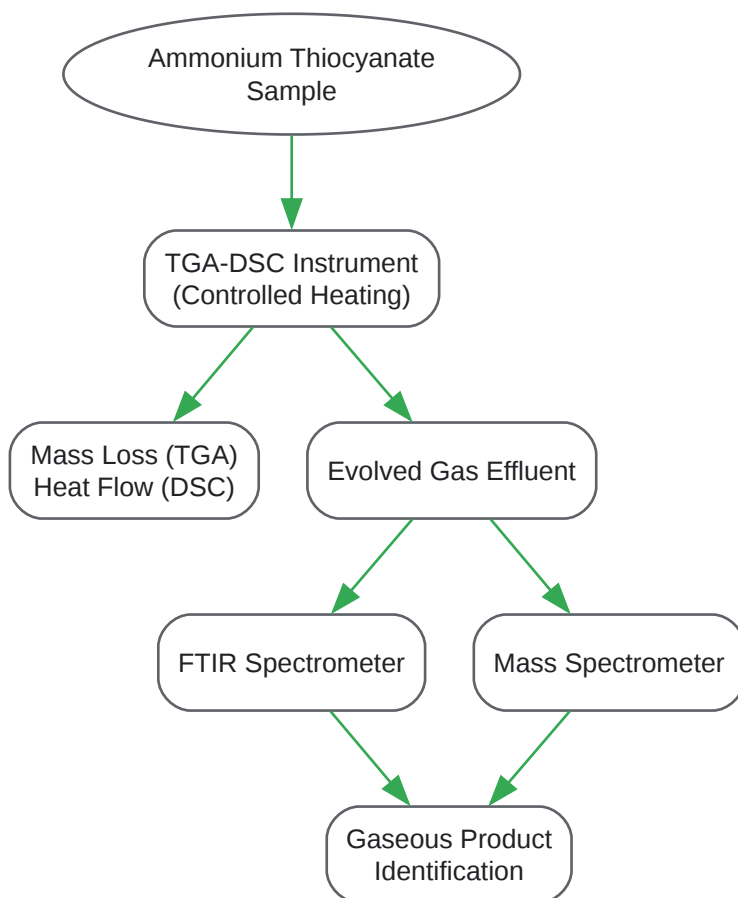 Ammonium Thiocyanate
Sample
TGA-DSC Instrument
(Controlled Heating)
Mass Loss (TGA)
Heat Flow (DSC)
Evolved Gas Effluent
FTIR Spectrometer
Mass Spectrometer
Gaseous Product
Identification